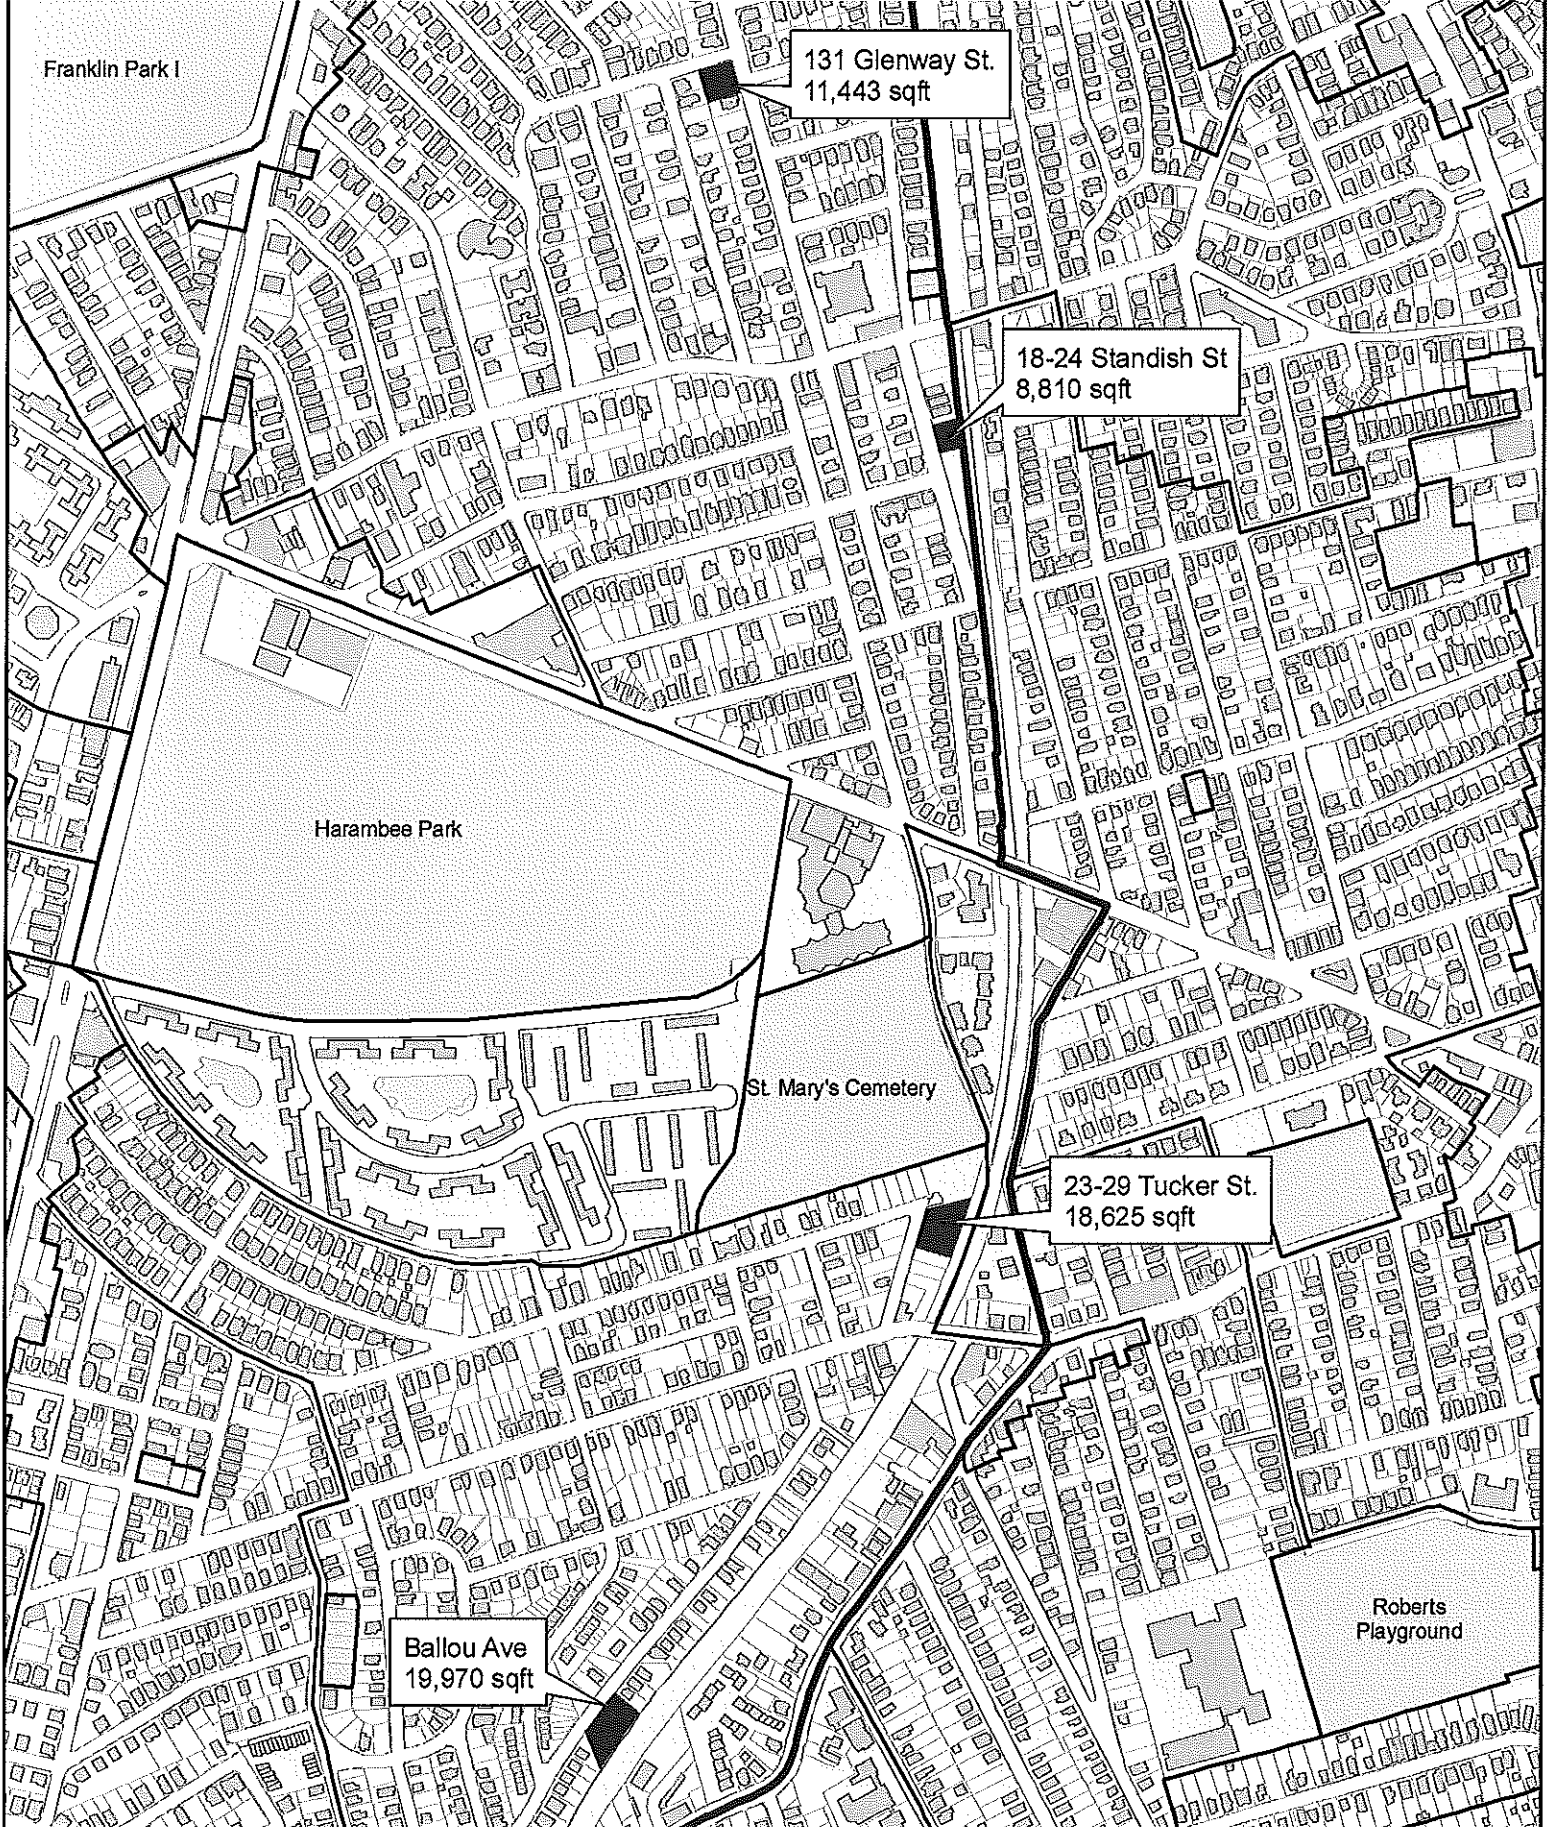 Franklin Park I
131 Glenway St.
11,443 sqft
18-24 Standish St
8,810 sqft
Harambee Park
St. Mary's Cemetery
23-29 Tucker St.
18,625 sqft
Roberts
Playground
Ballou Ave
19,970 sqft